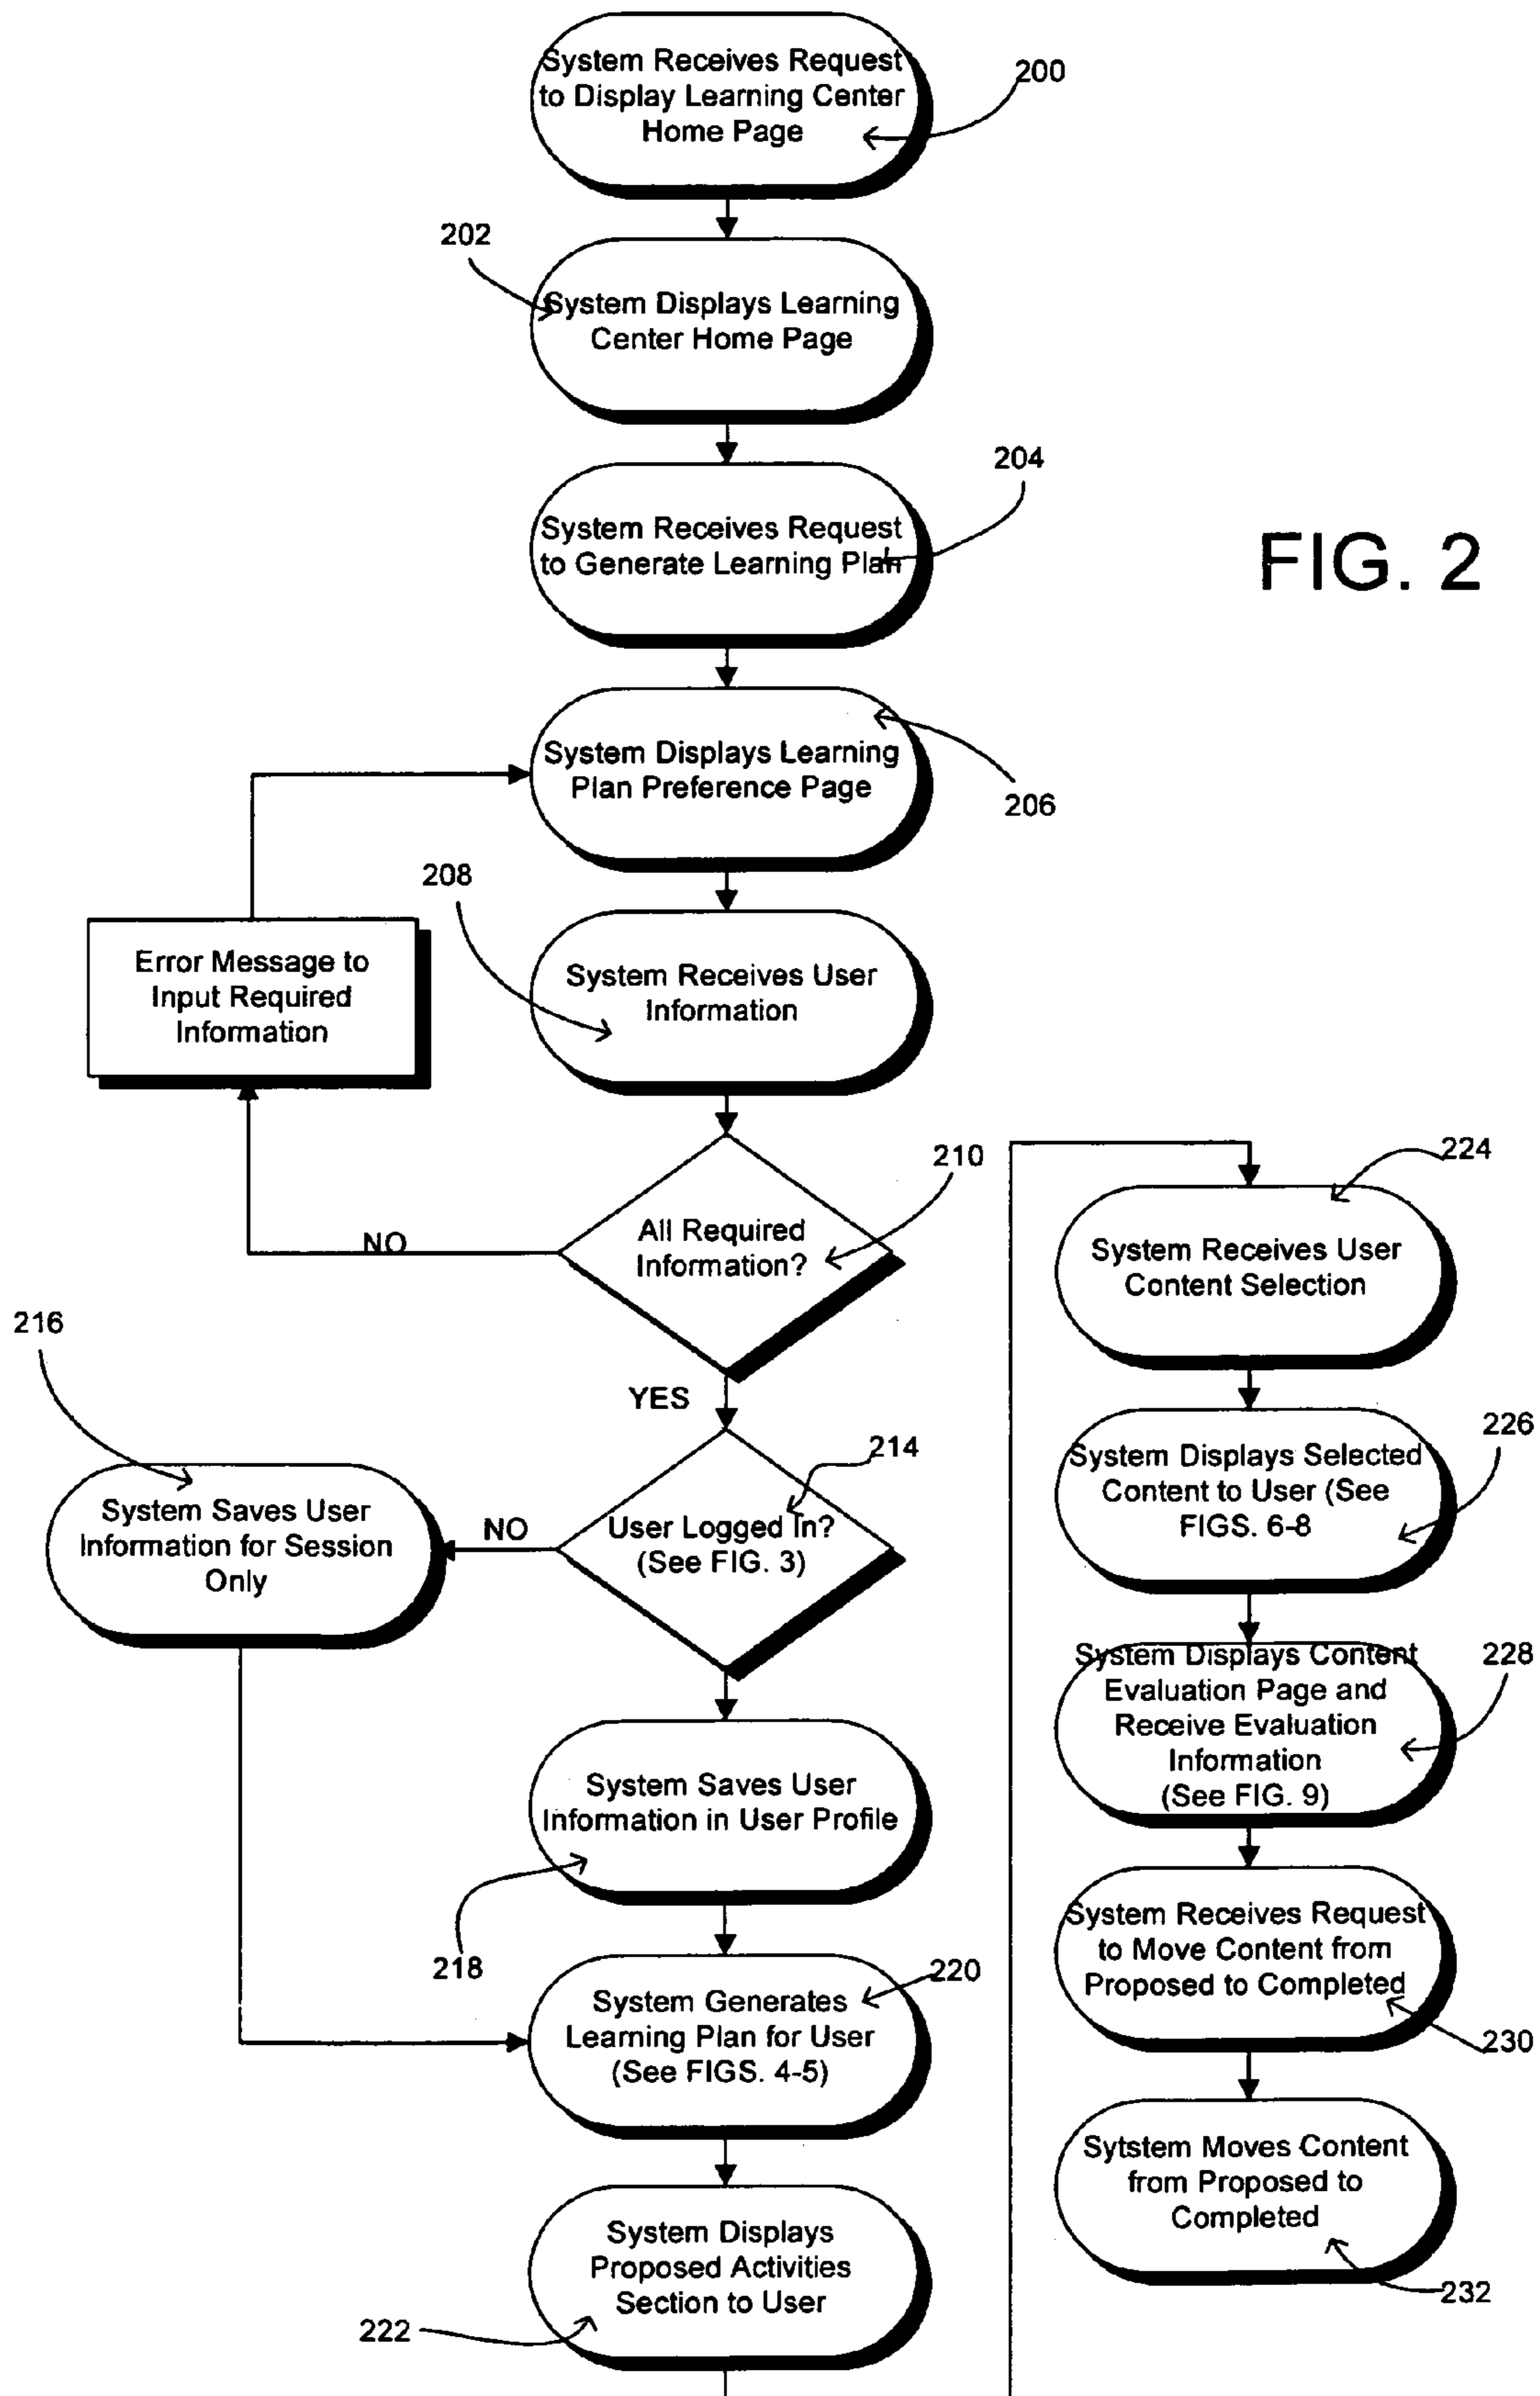 System Receives Request
to Display Learning Center
Home Page
200
202
System Displays Learning
Center Home Page
204
System Receives Request
to Generate Learning Plan
FIG. 2
System Displays Learning
Plan Preference Page
206
208
Error Message to
Input Required
Information
System Receives User
Information
210
All Required
Information?
NO
YES
216
214
System Saves User
Information for Session
Only
NO
User Logged In?
(See FIG. 3)
System Saves User
Information in User Profile
218
220
System Generates
Learning Plan for User
(See FIGS. 4-5)
System Displays
Proposed Activities
Section to User
222
224
System Receives User
Content Selection
226
System Displays Selected
Content to User (See
FIGS. 6-8
228
System Displays Content
Evaluation Page and
Receive Evaluation
Information
(See FIG. 9)
System Receives Request
to Move Content from
Proposed to Completed
230
Sytstem Moves Content
from Proposed to
Completed
232